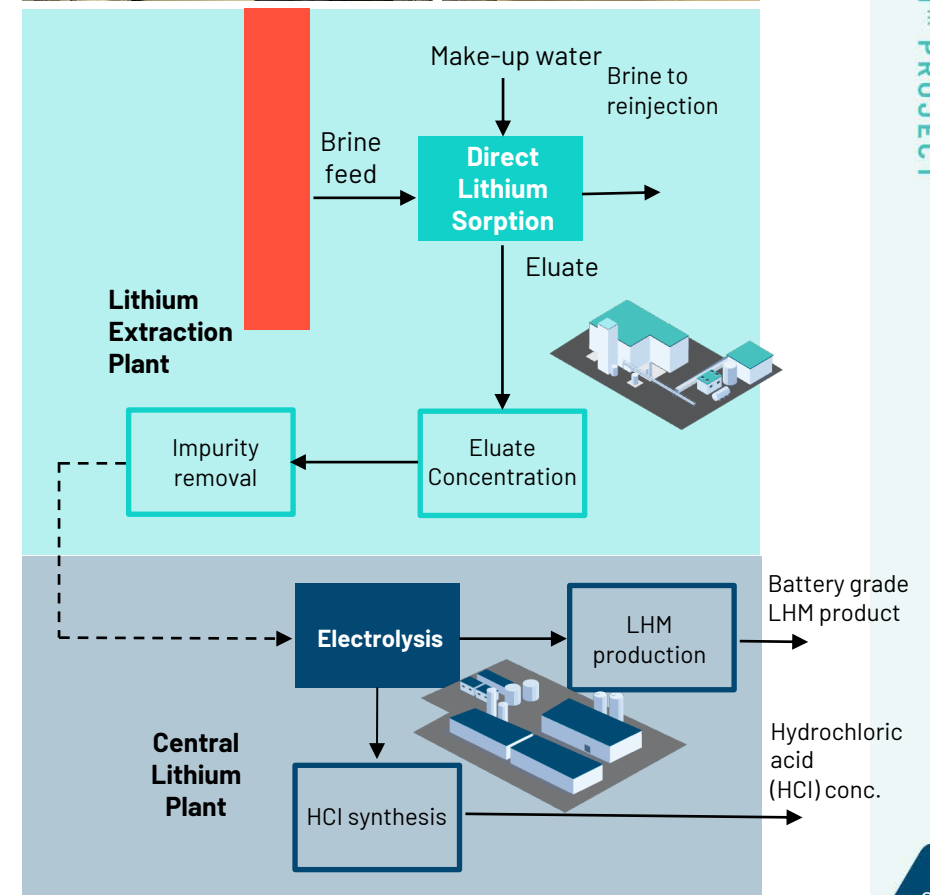 Make-up water
Brine to
reinjection
Brine
feed
Direct
Lithium
Sorption
Eluate
Lithium
Extraction
Plant
Impurity
removal
Eluate
Concentration
Electrolysis
LHM
production
Battery grade
LHM product
Central
Lithium
Plant
HCl synthesis
Hydrochloric
acid
(HCl) conc.
PROJECT